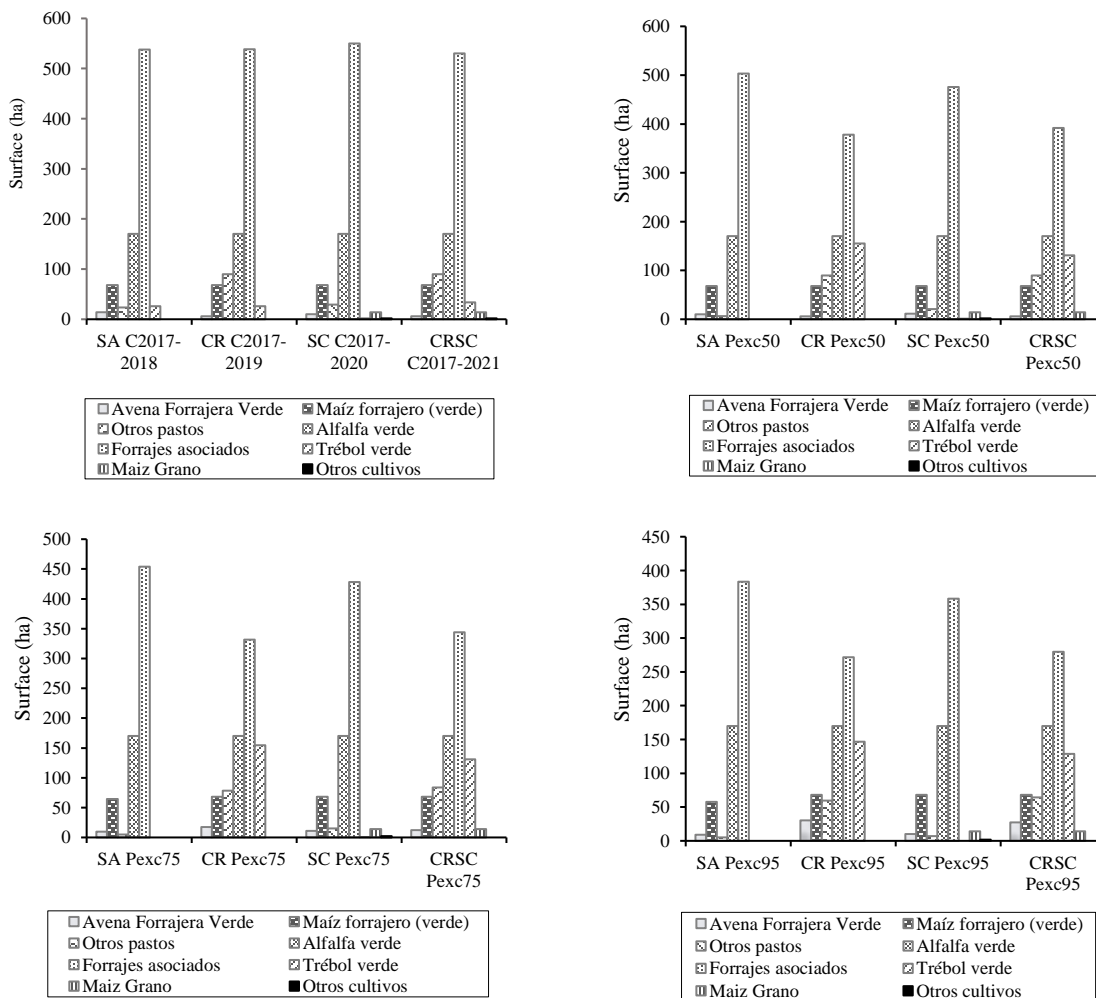 600
500
400
300
200
100
0
Surface (ha)
SA C2017-
2018
CR C2017-
2019
SC C2017-
2020
CRSC
C2017-2021
Avena Forrajera Verde
Maíz forrajero (verde)
Otros pastos
Alfalfa verde
Forrajes asociados
Trébol verde
Maiz Grano
Otros cultivos
600
500
400
300
200
100
0
Surface (ha)
SA Pexc50
CR Pexc50
SC Pexc50
CRSC
Pexc50
Avena Forrajera Verde
Maíz forrajero (verde)
Otros pastos
Alfalfa verde
Forrajes asociados
Trébol verde
Maiz Grano
Otros cultivos
500
450
400
350
300
250
200
150
100
50
0
Surface (ha)
SA Pexc75
CR Pexc75
SC Pexc75
CRSC
Pexc75
Avena Forrajera Verde
Maíz forrajero (verde)
Otros pastos
Alfalfa verde
Forrajes asociados
Trébol verde
Maiz Grano
Otros cultivos
450
400
350
300
250
200
150
100
50
0
Surface (ha)
SA Pexc95
CR Pexc95
SC Pexc95
CRSC
Pexc95
Avena Forrajera Verde
Maíz forrajero (verde)
Otros pastos
Alfalfa verde
Forrajes asociados
Trébol verde
Maiz Grano
Otros cultivos